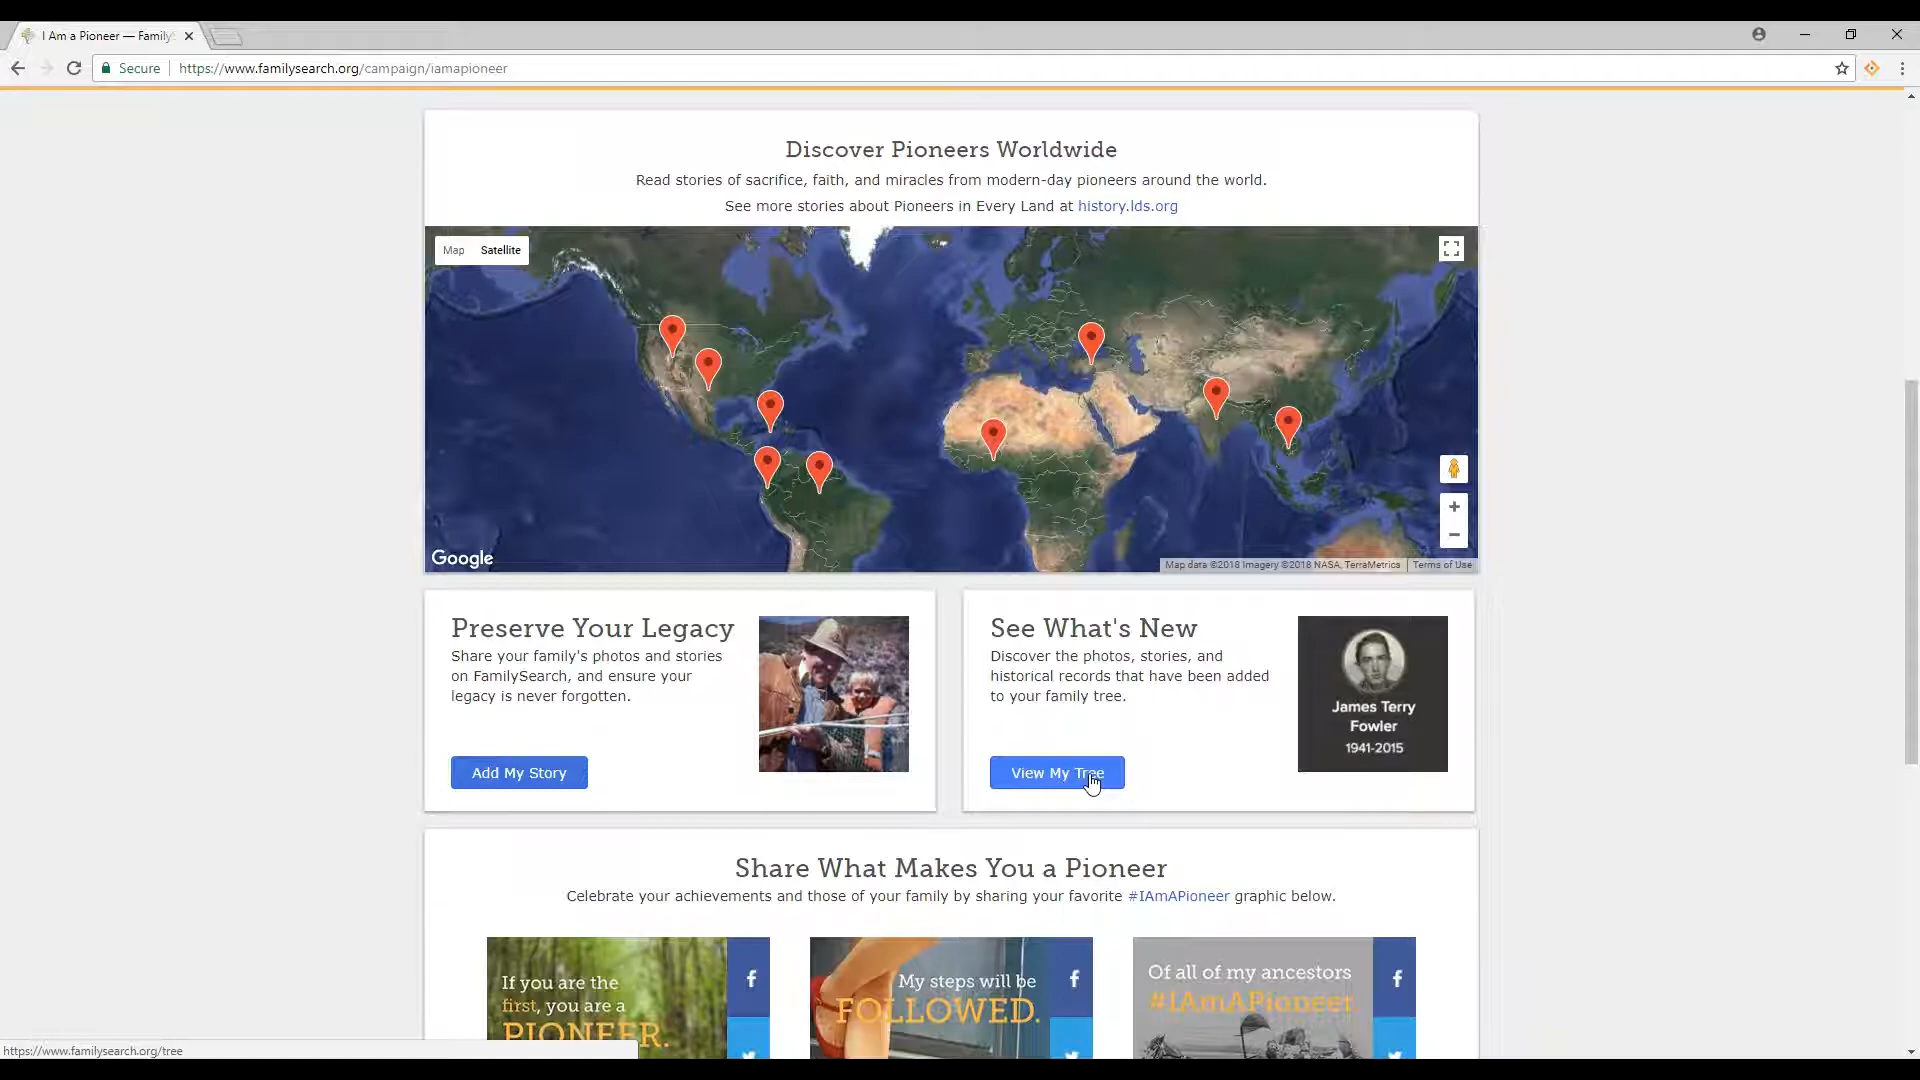 I Am a Pioneer — Family
Secure https://www.familysearch.org/campaign/iamapioneer
Discover Pioneers Worldwide
Read stories of sacrifice, faith, and miracles from modern-day pioneers around the world.
See more stories about Pioneers in Every Land at history.lds.org
Map Satellite
Google
Map data ©2018 Imagery ©2018 NASA, TerraMetrics Terms of Use
Preserve Your Legacy
Share your family's photos and stories
on FamilySearch, and ensure your
legacy is never forgotten.
Add My Story
See What's New
Discover the photos, stories, and
historical records that have been added
to your family tree.
View My Tree
James Terry
Fowler
1941-2015
Share What Makes You a Pioneer
Celebrate your achievements and those of your family by sharing your favorite #IAmAPioneer graphic below.
If you are the
first, you are a
PIONEER.
My steps will be
FOLLOWED.
Of all of my ancestors
#IAmAPioneer
https://www.familysearch.org/tree